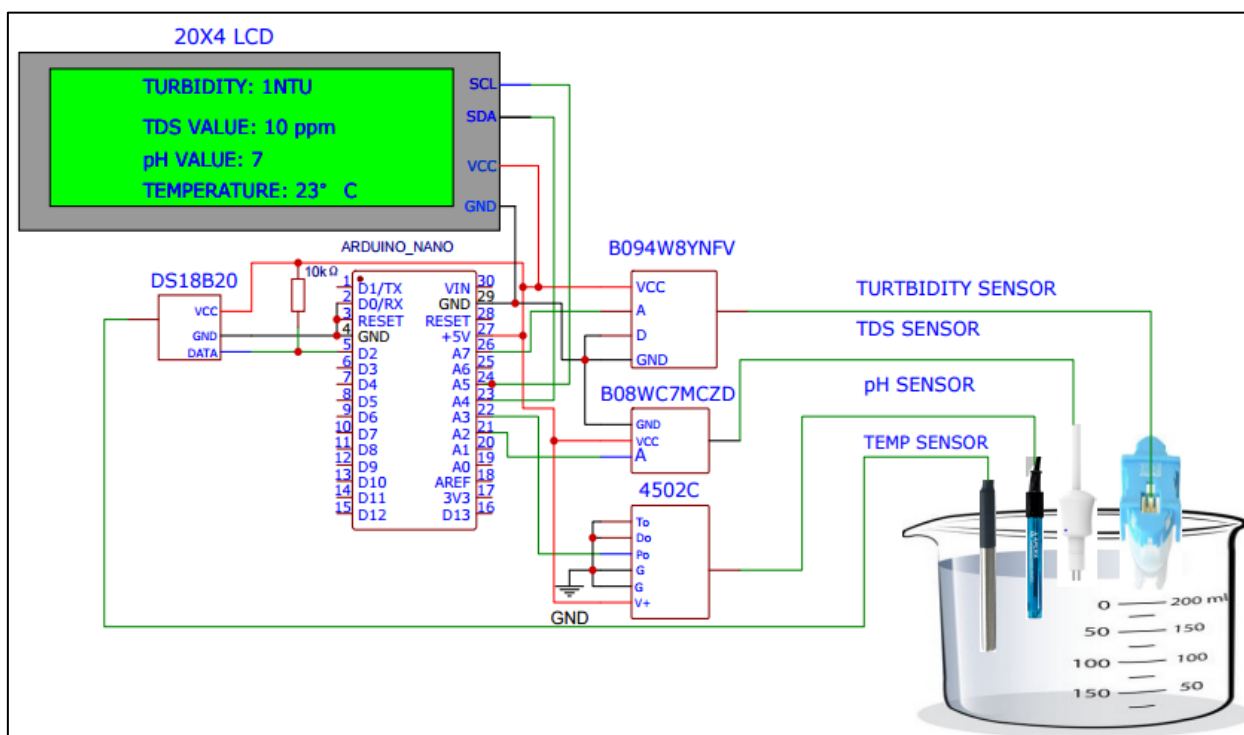 20X4 LCD
TURBIDITY: 1NTU
TDS VALUE: 10 ppm
pH VALUE: 7
TEMPERATURE: 23° C
SCL
SDA
VCC
GND
ARDUINO_NANO
DS18B20
VCC
GND
DATA
10kΩ
1 D1/TX VIN 30
2 D0/RX GND 29
3 RESET RESET 28
4 GND +5V 27
5 D2 A7 26
6 D3 A6 25
7 D4 A5 24
8 D5 A4 23
9 D6 A3 22
10 D7 A2 21
11 D8 A1 20
12 D9 A0 19
13 D10 AREF 18
14 D11 3V3 17
15 D12 D13 16
B094W8YNFV
VCC
A
D
GND
B08WC7MCZD
GND
VCC
A
4502C
To
Do
Po
G
G
V+
GND
TURTBIDITY SENSOR
TDS SENSOR
pH SENSOR
TEMP SENSOR
0 200 ml
50 150
100 100
150 50